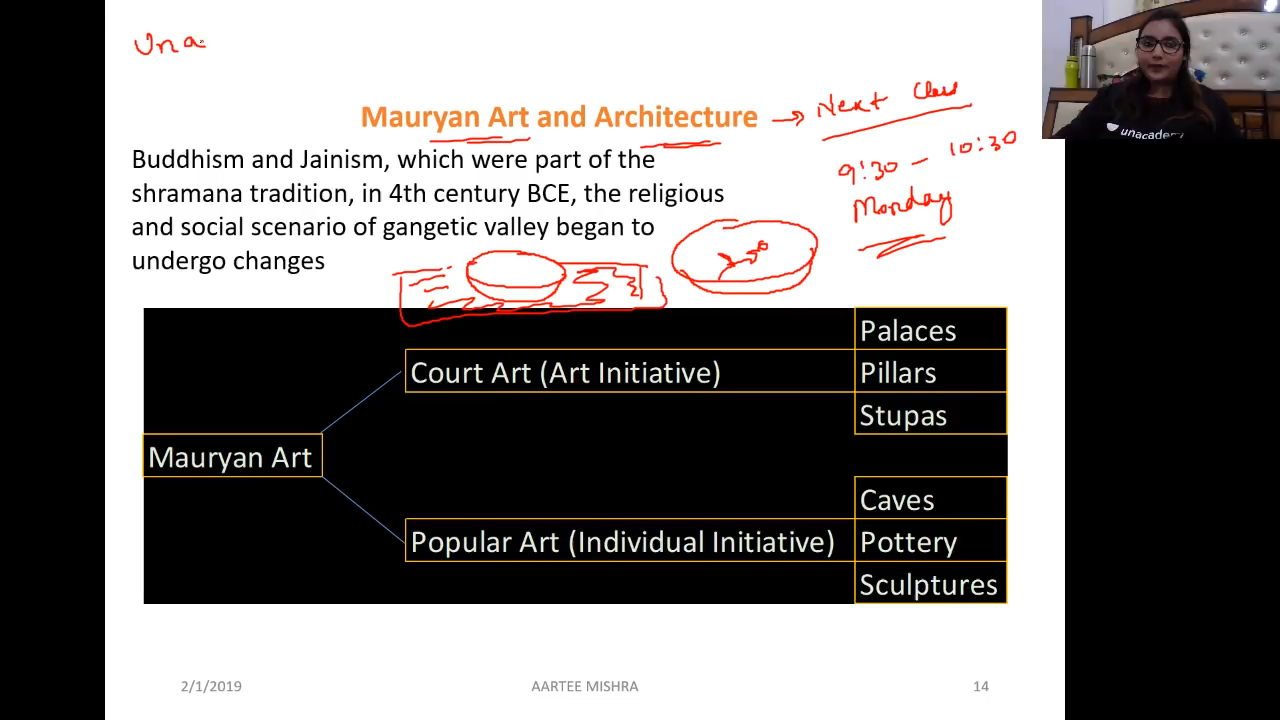 Una
Mauryan Art and Architecture → Next Class
9:30 - 10:30
Monday
Buddhism and Jainism, which were part of the
shramana tradition, in 4th century BCE, the religious
and social scenario of gangetic valley began to
undergo changes
Palaces
Court Art (Art Initiative)
Pillars
Stupas
Mauryan Art
Caves
Popular Art (Individual Initiative)
Pottery
Sculptures
2/1/2019
AARTEE MISHRA
14
unacademy